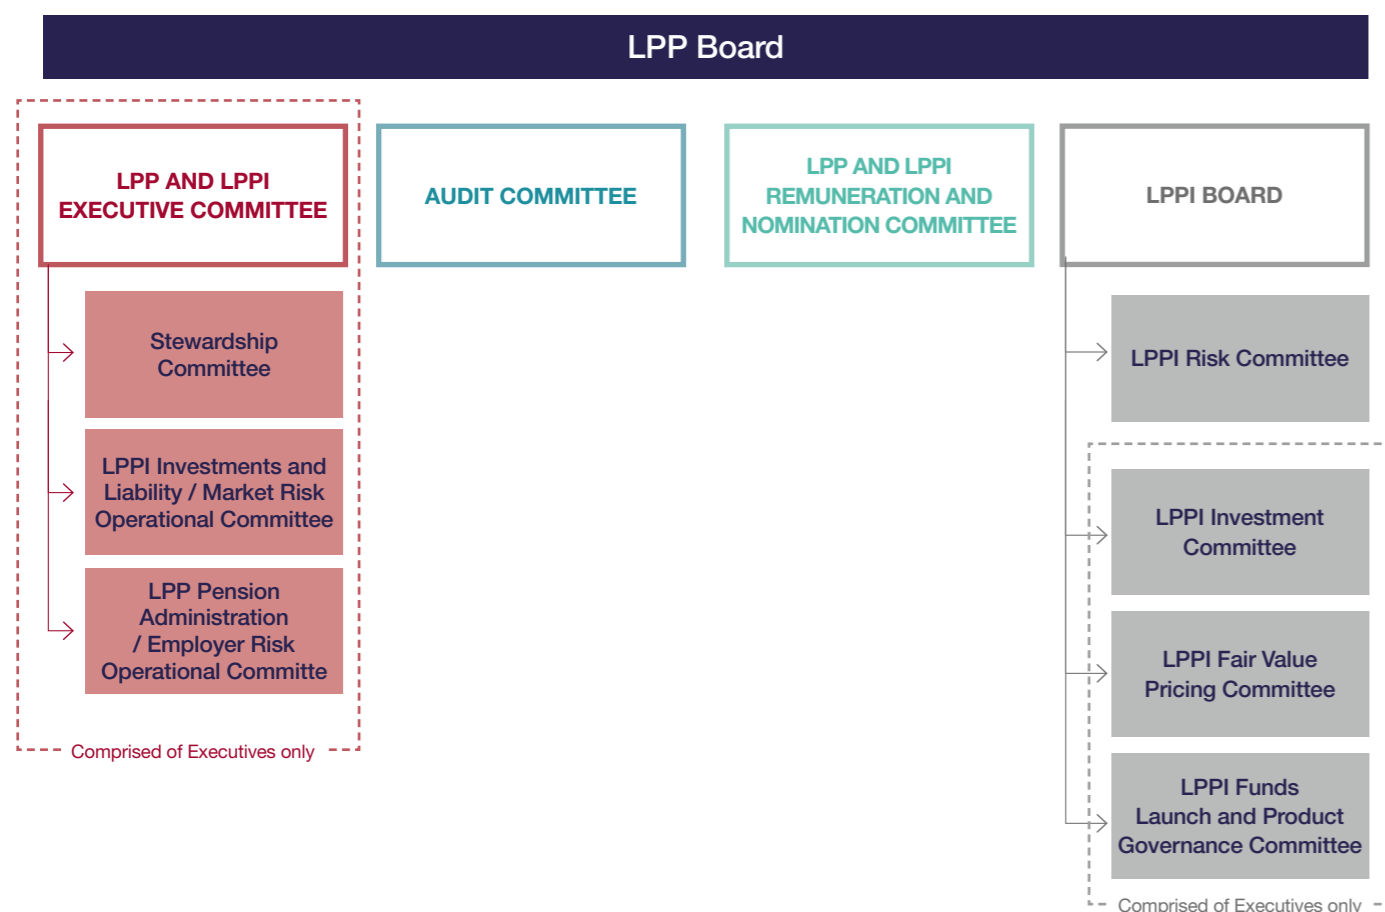 LPP Board
LPP AND LPPI
EXECUTIVE COMMITTEE
AUDIT COMMITTEE
LPP AND LPPI
REMUNERATION AND
NOMINATION COMMITTEE
LPPI BOARD
Stewardship
Committee
LPPI Investments and
Liability / Market Risk
Operational Committee
LPP Pension
Administration
/ Employer Risk
Operational Committe
Comprised of Executives only
LPPI Risk Committee
LPPI Investment
Committee
LPPI Fair Value
Pricing Committee
LPPI Funds
Launch and Product
Governance Committee
Comprised of Executives only